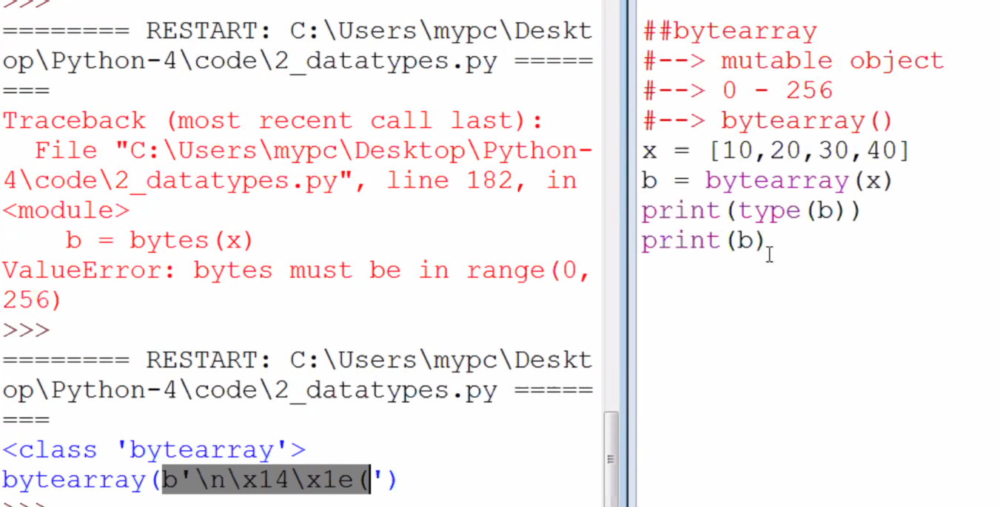 >>>
======== RESTART: C:\Users\mypc\Deskt
op\Python-4\code\2_datatypes.py =====
===
Traceback (most recent call last):
  File "C:\Users\mypc\Desktop\Python-
4\code\2_datatypes.py", line 182, in
<module>
    b = bytes(x)
ValueError: bytes must be in range(0,
256)
>>>
======== RESTART: C:\Users\mypc\Deskt
op\Python-4\code\2_datatypes.py =====
===
<class 'bytearray'>
bytearray(b'\n\x14\x1e(')
>>>
##bytearray
#--> mutable object
#--> 0 - 256
#--> bytearray()
x = [10,20,30,40]
b = bytearray(x)
print(type(b))
print(b)